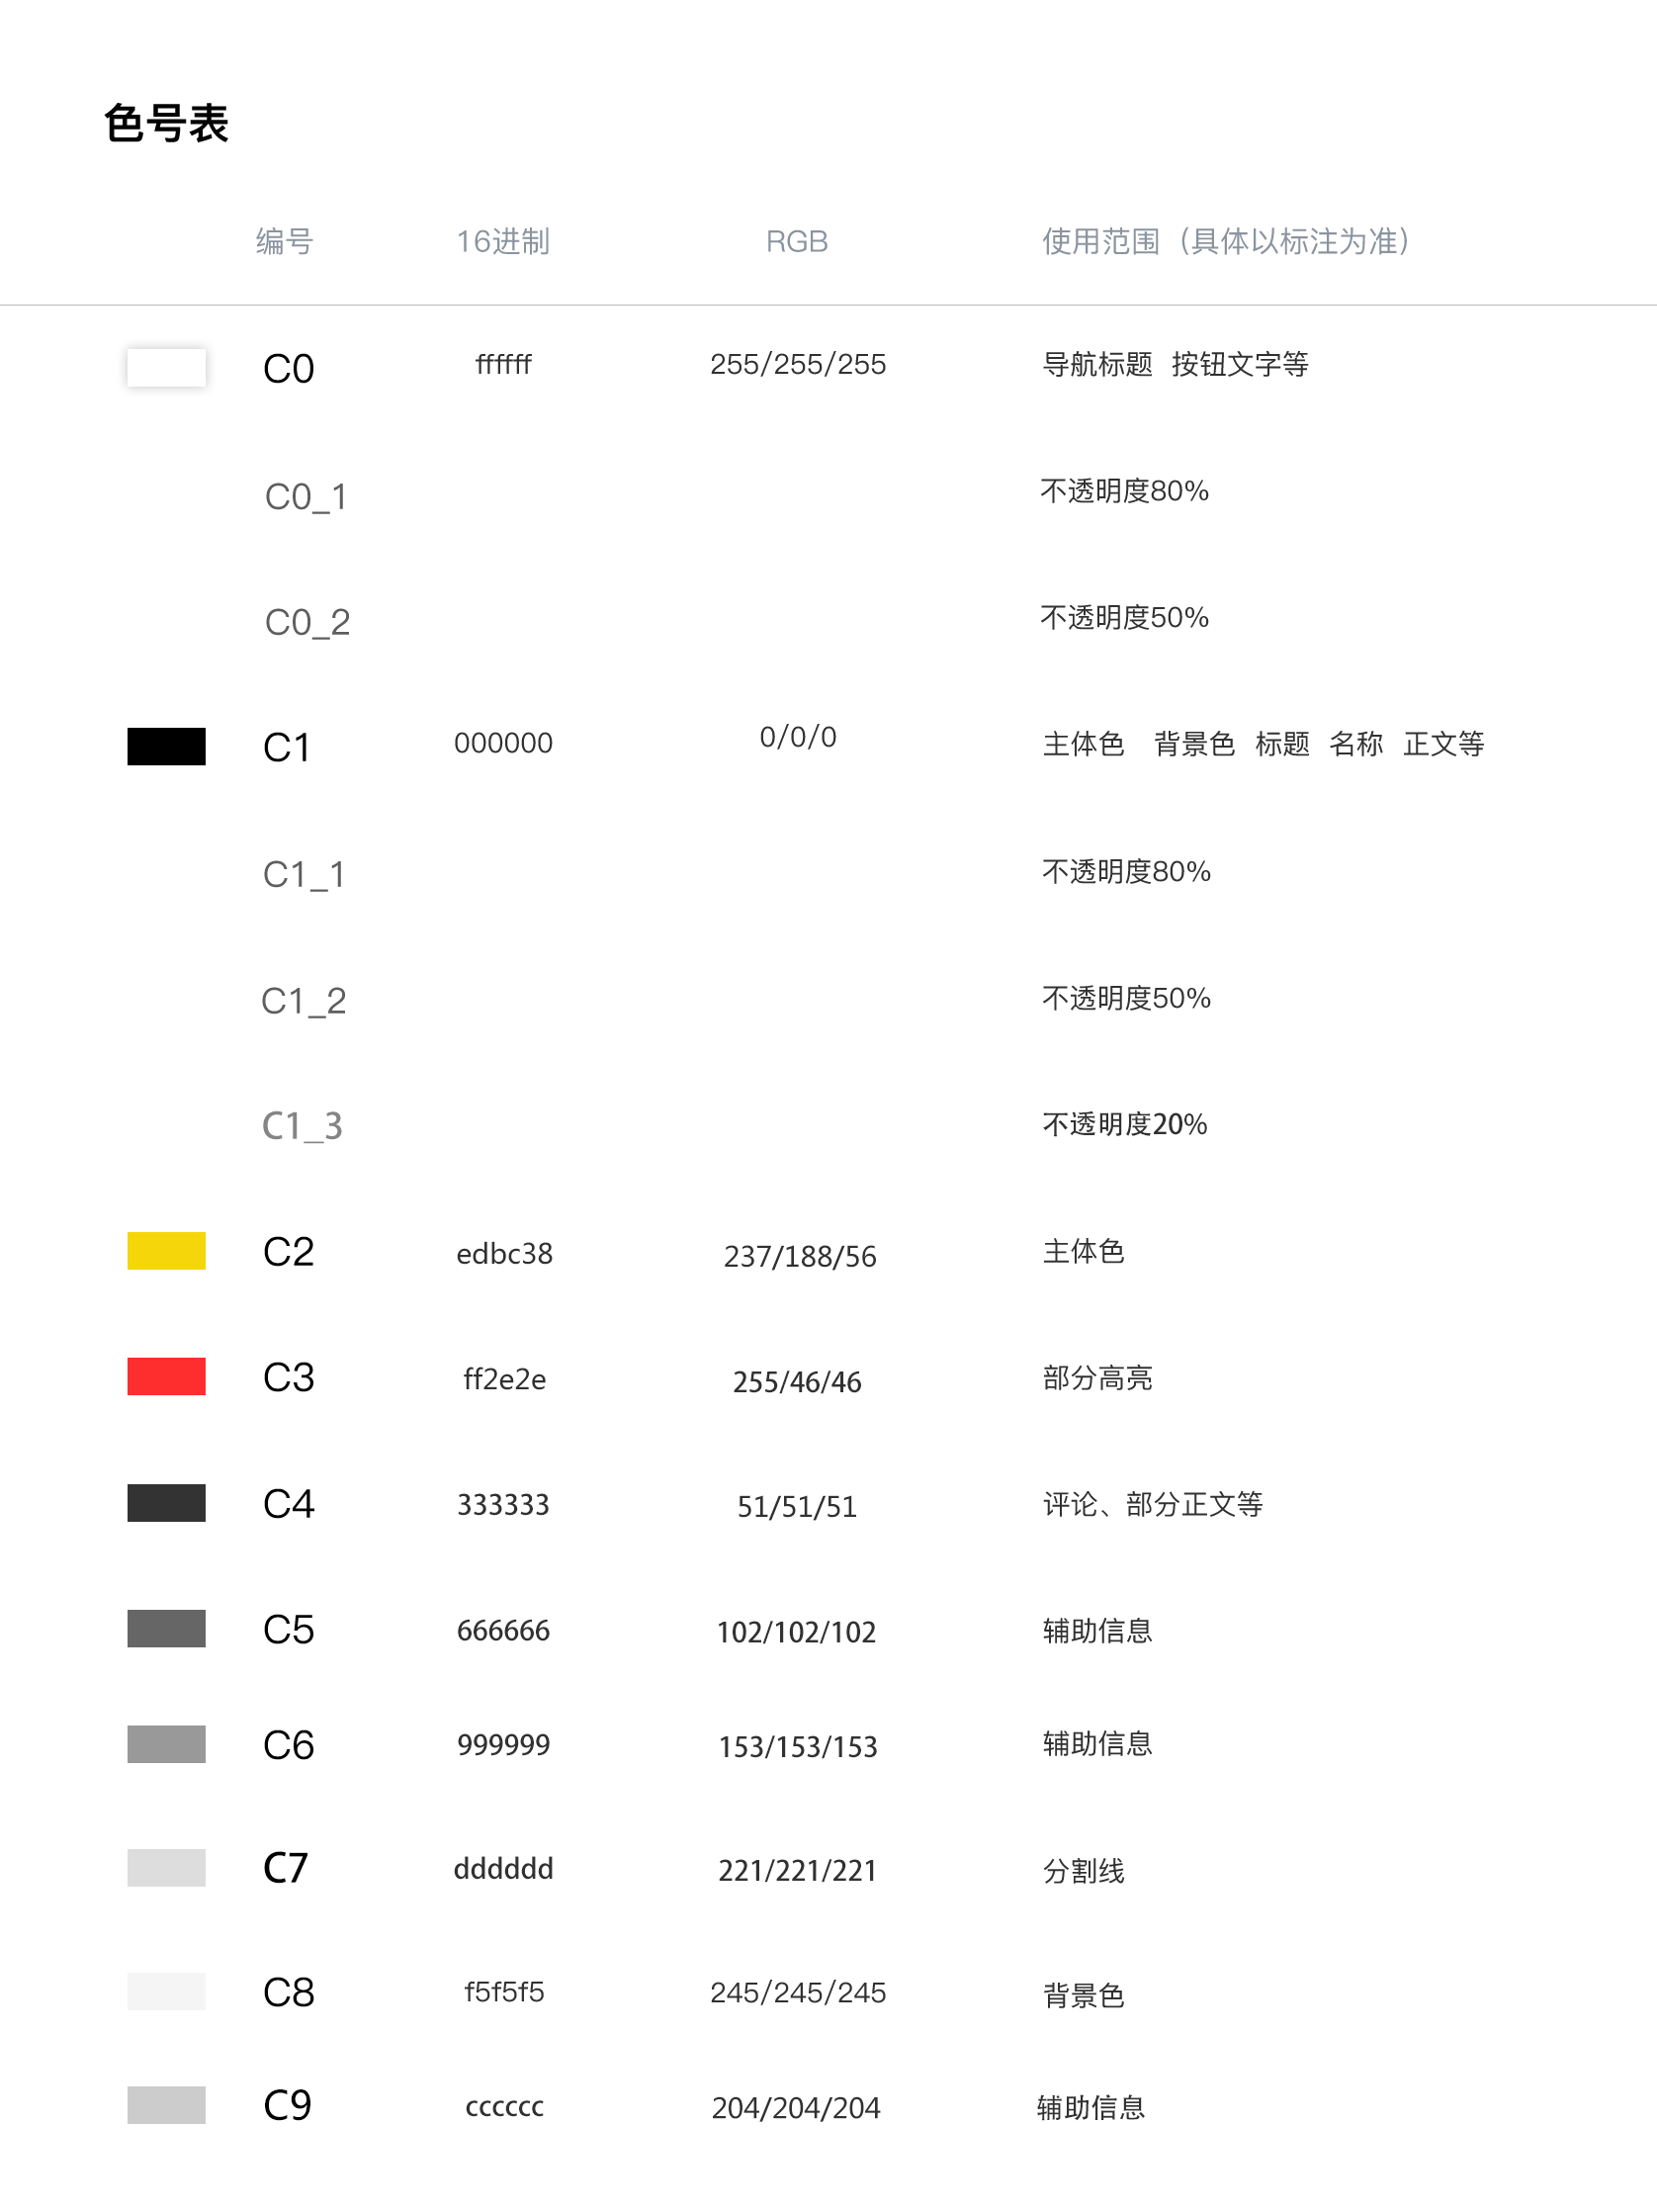 色号表
编号 16进制 RGB 使用范围（具体以标注为准）
C0 ffffff 255/255/255 导航标题 按钮文字等
C0_1 不透明度80%
C0_2 不透明度50%
C1 000000 0/0/0 主体色 背景色 标题 名称 正文等
C1_1 不透明度80%
C1_2 不透明度50%
C1_3 不透明度20%
C2 edbc38 237/188/56 主体色
C3 ff2e2e 255/46/46 部分高亮
C4 333333 51/51/51 评论、部分正文等
C5 666666 102/102/102 辅助信息
C6 999999 153/153/153 辅助信息
C7 dddddd 221/221/221 分割线
C8 f5f5f5 245/245/245 背景色
C9 cccccc 204/204/204 辅助信息